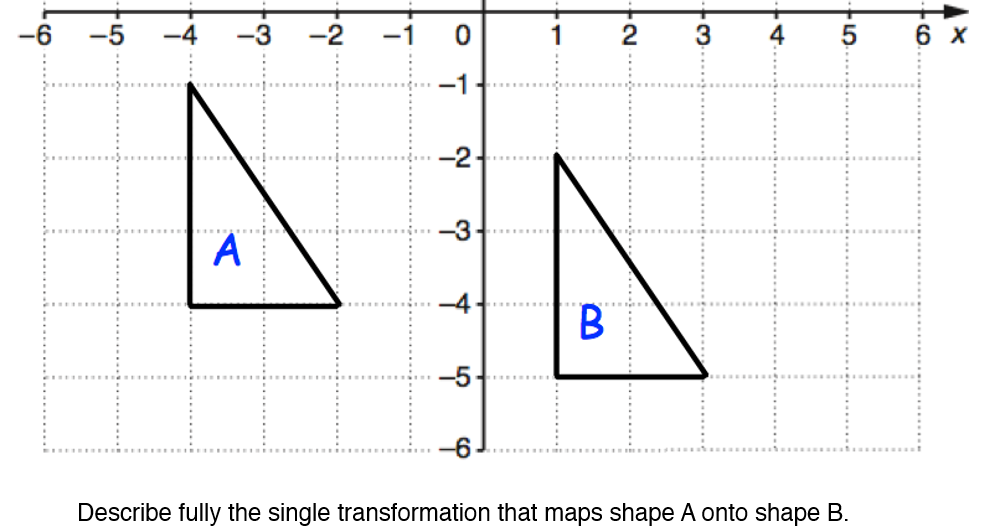 −6 −5 −4 −3 −2 −1 0 1 2 3 4 5 6 x
−1
−2
−3
A
−4
B
−5
−6
Describe fully the single transformation that maps shape A onto shape B.